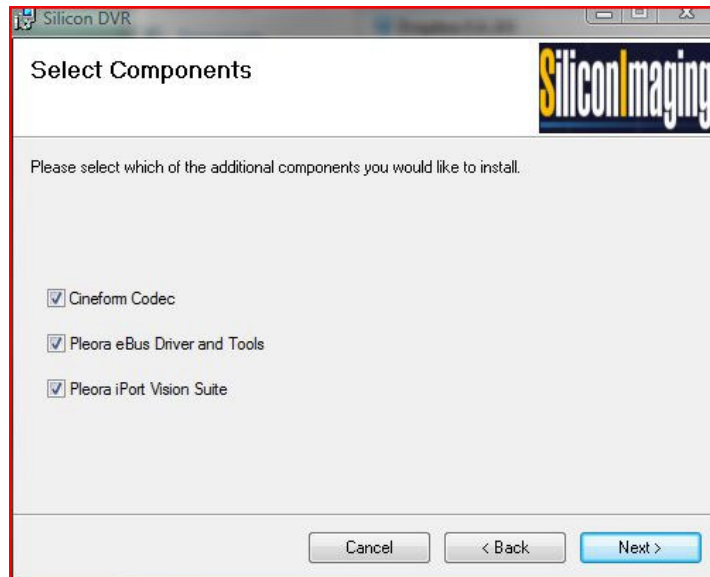 Silicon DVR
Select Components
SiliconImaging
Please select which of the additional components you would like to install.
Cineform Codec
Pleora eBus Driver and Tools
Pleora iPort Vision Suite
Cancel
< Back
Next >